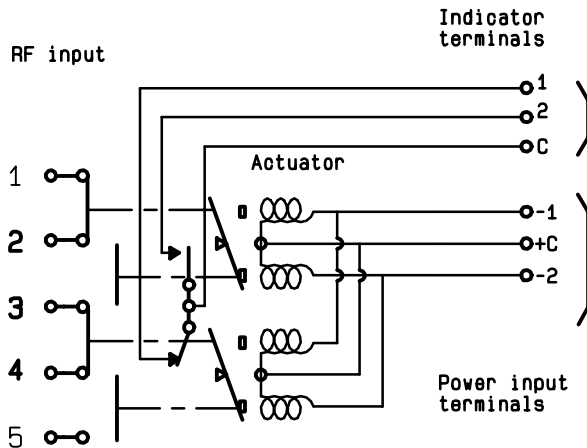 Indicator
terminals
RF input
1
2
C
Actuator
1
2
3
4
5
-1
+C
-2
Power input
terminals